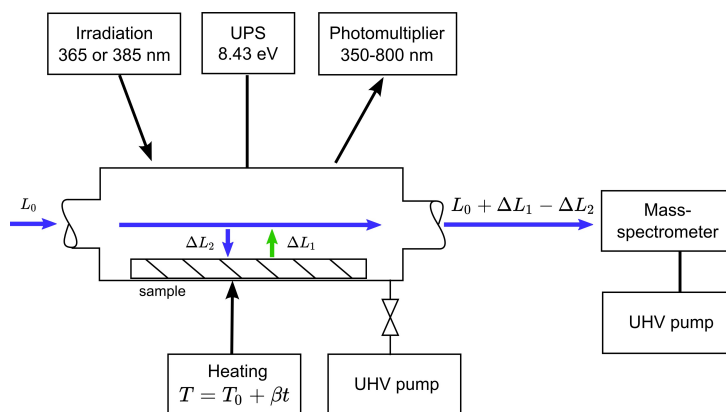 Irradiation
365 or 385 nm
UPS
8.43 eV
Photomultiplier
350-800 nm
L₀
L₀ + ΔL₁ − ΔL₂
ΔL₂
ΔL₁
sample
Mass-
spectrometer
UHV pump
Heating
T = T₀ + βt
UHV pump